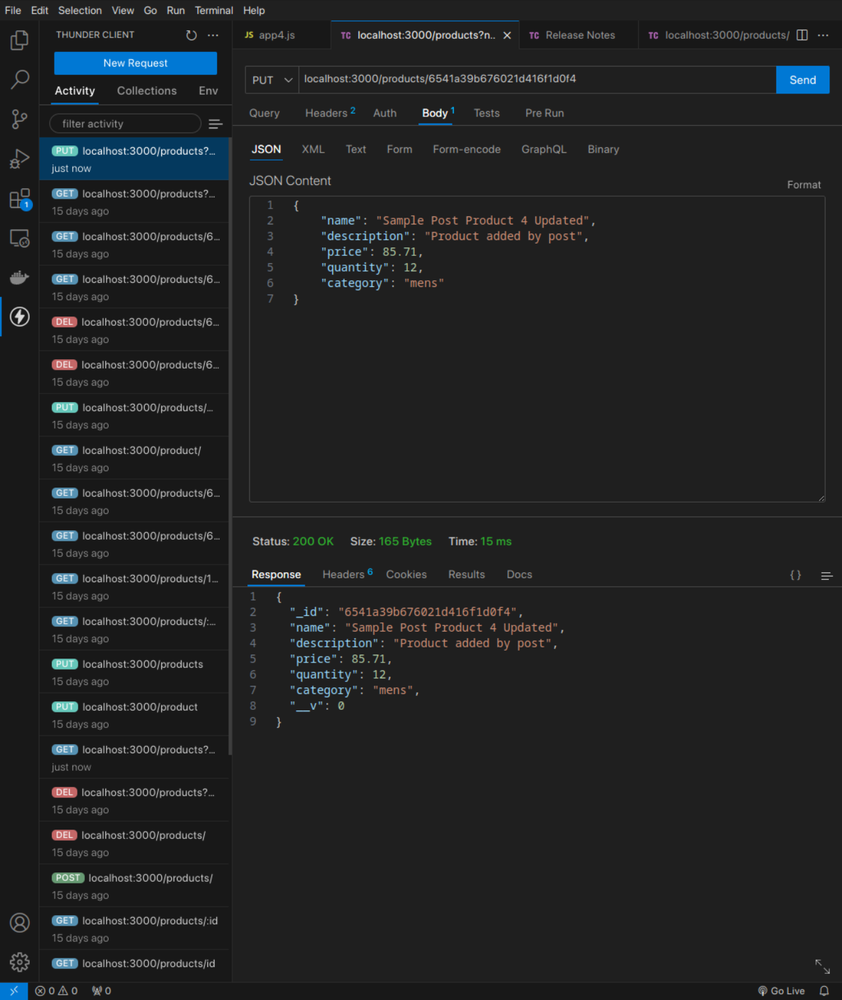 File Edit Selection View Go Run Terminal Help
THUNDER CLIENT
New Request
Activity Collections Env
filter activity
PUT localhost:3000/products?...
just now
GET localhost:3000/products?...
15 days ago
GET localhost:3000/products/6...
15 days ago
GET localhost:3000/products/6...
15 days ago
DEL localhost:3000/products/6...
15 days ago
DEL localhost:3000/products/6...
15 days ago
PUT localhost:3000/products/...
15 days ago
GET localhost:3000/product/
15 days ago
GET localhost:3000/products/6...
15 days ago
GET localhost:3000/products/6...
15 days ago
GET localhost:3000/products/1...
15 days ago
GET localhost:3000/products/:...
15 days ago
PUT localhost:3000/products
15 days ago
PUT localhost:3000/product
15 days ago
GET localhost:3000/products?...
just now
DEL localhost:3000/products?...
15 days ago
DEL localhost:3000/products/
15 days ago
POST localhost:3000/products/
15 days ago
GET localhost:3000/products/:id
15 days ago
GET localhost:3000/products/id
1
JS app4.js TC localhost:3000/products?n.. TC Release Notes TC localhost:3000/products/
PUT localhost:3000/products/6541a39b676021d416f1d0f4 Send
Query Headers 2 Auth Body 1 Tests Pre Run
JSON XML Text Form Form-encode GraphQL Binary
JSON Content
Format
1 {
2 "name": "Sample Post Product 4 Updated",
3 "description": "Product added by post",
4 "price": 85.71,
5 "quantity": 12,
6 "category": "mens"
7 }
Status: 200 OK Size: 165 Bytes Time: 15 ms
Response Headers 6 Cookies Results Docs {}
1 {
2 "_id": "6541a39b676021d416f1d0f4",
3 "name": "Sample Post Product 4 Updated",
4 "description": "Product added by post",
5 "price": 85.71,
6 "quantity": 12,
7 "category": "mens",
8 "__v": 0
9 }
0 0 0 Go Live